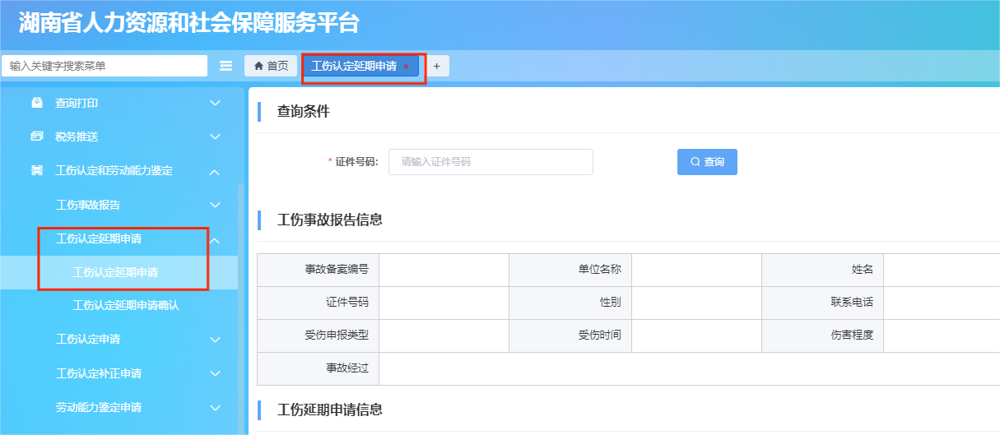 湖南省人力资源和社会保障服务平台
输入关键字搜索菜单
首页
工伤认定延期申请 ×
+
查询打印
税务推送
工伤认定和劳动能力鉴定
工伤事故报告
工伤认定延期申请
工伤认定延期申请
工伤认定延期申请确认
工伤认定申请
工伤认定补正申请
劳动能力鉴定申请
查询条件
* 证件号码: 请输入证件号码 查询
工伤事故报告信息
事故备案编号 单位名称 姓名
证件号码 性别 联系电话
受伤申报类型 受伤时间 伤害程度
事故经过
工伤延期申请信息